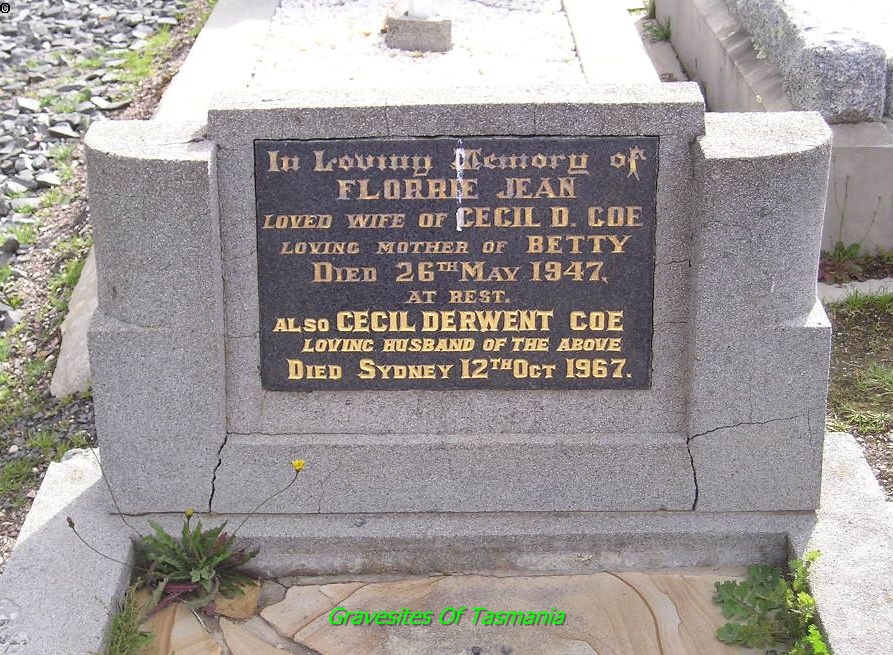 In Loving Memory of
FLORRIE JEAN
LOVED WIFE OF CECIL D. COE
LOVING MOTHER OF BETTY
DIED 26TH MAY 1947.
AT REST.
ALSO CECIL DERWENT COE
LOVING HUSBAND OF THE ABOVE
DIED SYDNEY 12TH OCT 1967.
Gravesites Of Tasmania